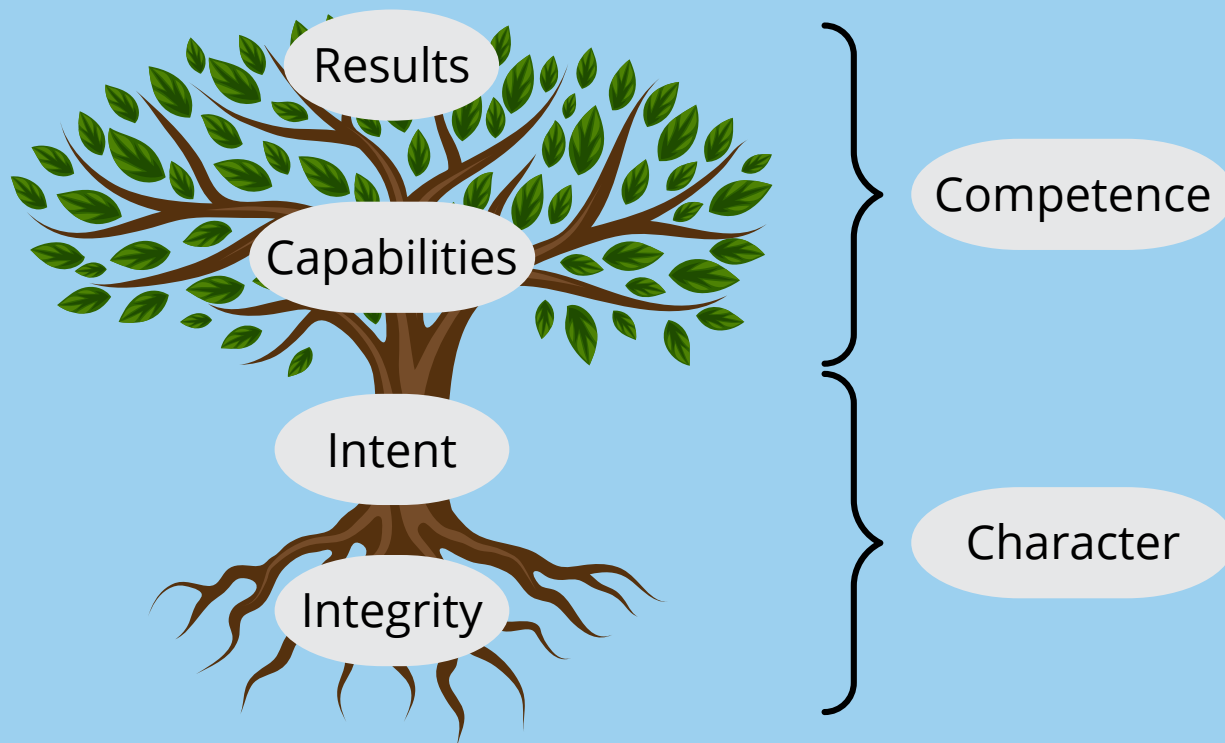 Results
Capabilities
Competence
Intent
Character
Integrity